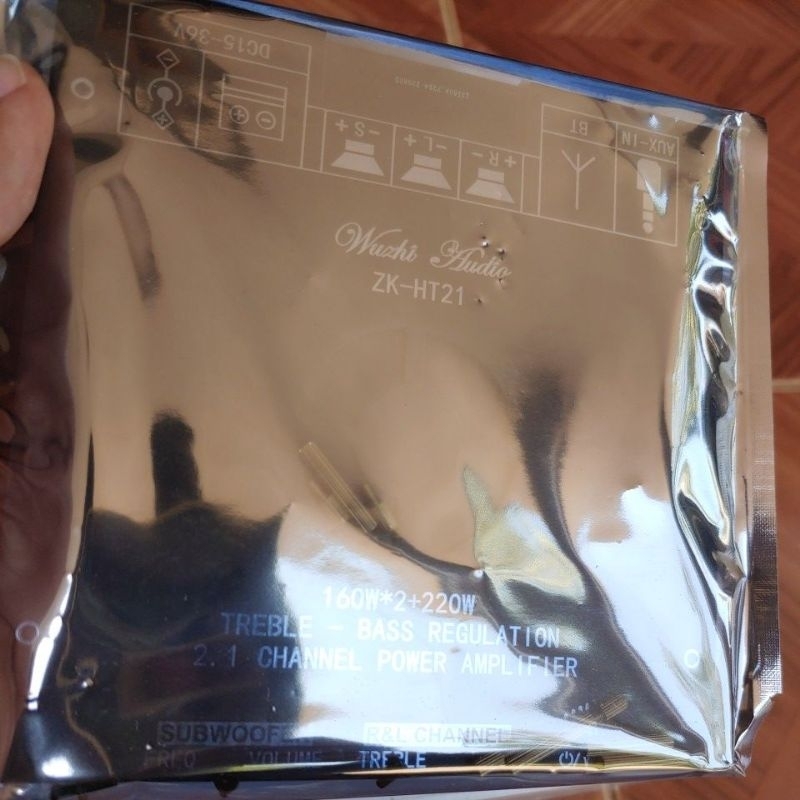 DC15-36V
BT
AUX-IN
-S+
-L+
+R-
Wuzhi Audio
ZK-HT21
160W*2+220W
TREBLE - BASS REGULATION
2.1 CHANNEL POWER AMPLIFIER
R&L CHANNEL
FREQ VOLUME TREBLE